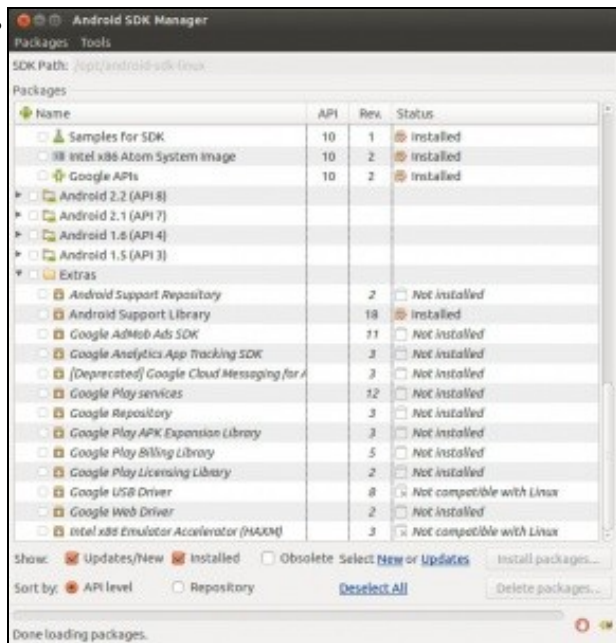 Android SDK Manager
Packages Tools
SDK Path: /opt/android-sdk-linux
Packages
Name API Rev. Status
Samples for SDK 10 1 Installed
Intel x86 Atom System Image 10 2 Installed
Google APIs 10 2 Installed
Android 2.2 (API 8)
Android 2.1 (API 7)
Android 1.6 (API 4)
Android 1.5 (API 3)
Extras
Android Support Repository 2 Not installed
Android Support Library 18 Installed
Google AdMob Ads SDK 11 Not installed
Google Analytics App Tracking SDK 3 Not installed
[Deprecated] Google Cloud Messaging for A 3 Not installed
Google Play services 12 Not installed
Google Repository 3 Not installed
Google Play APK Expansion Library 3 Not installed
Google Play Billing Library 5 Not installed
Google Play Licensing Library 2 Not installed
Google USB Driver 8 Not compatible with Linux
Google Web Driver 2 Not installed
Intel x86 Emulator Accelerator (HAXM) 3 Not compatible with Linux
Show: Updates/New Installed Obsolete Select New or Updates Install packages...
Sort by: API level Repository Deselect All Delete packages...
Done loading packages.